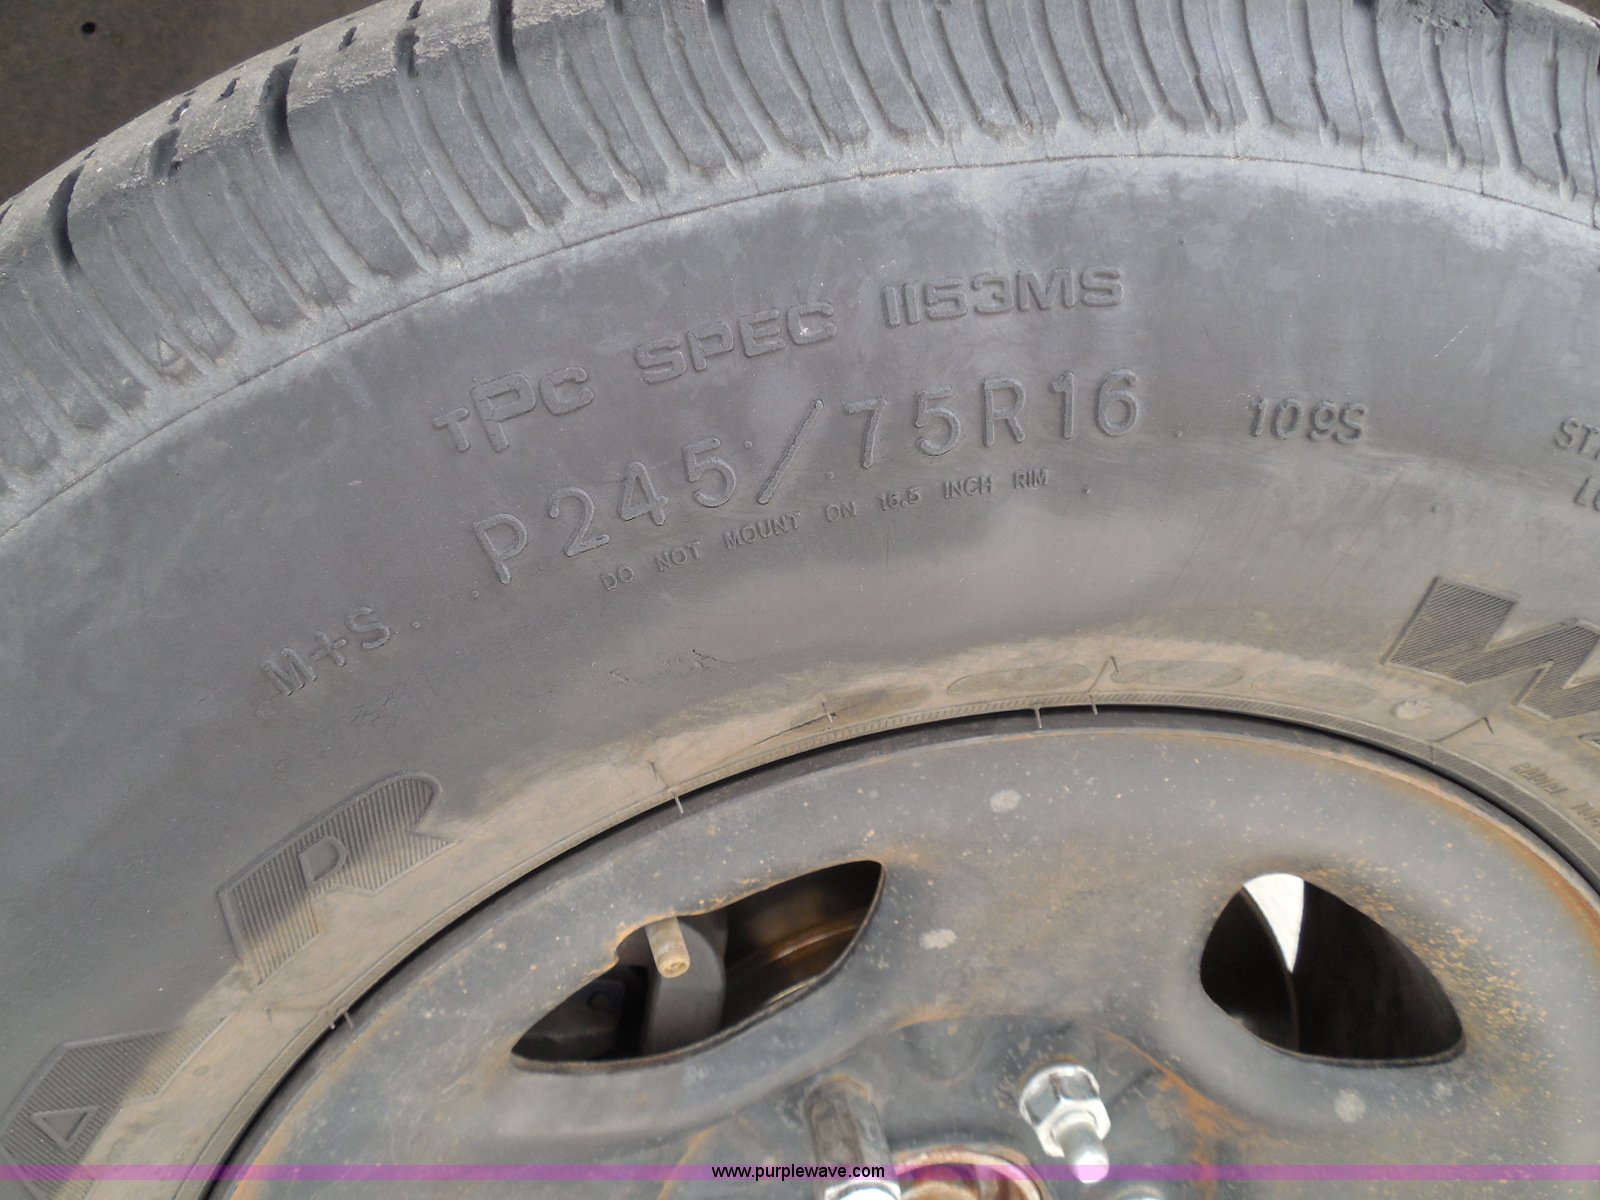 TPC SPEC 1153MS
P245/75R16 109S
DO NOT MOUNT ON 16.5 INCH RIM
M+S
A R W
www.purplewave.com